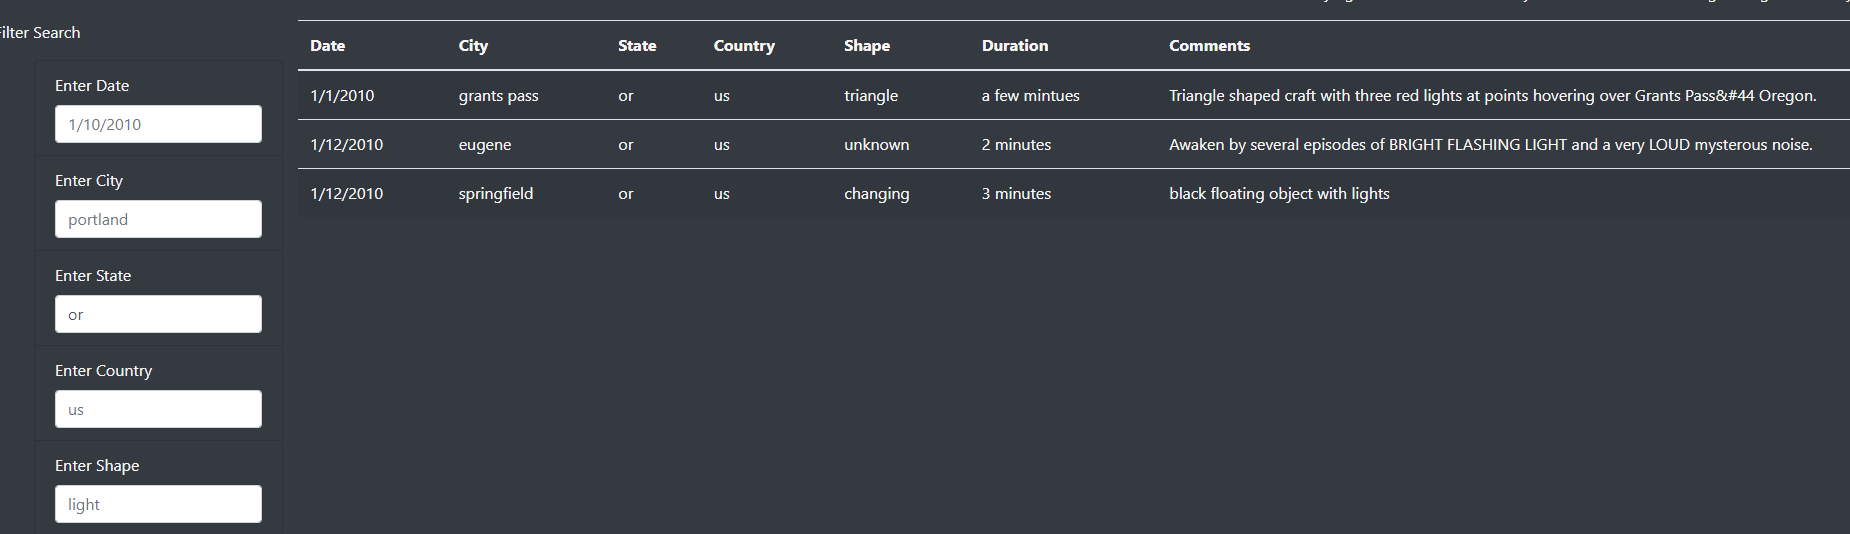 Filter Search
Enter Date
1/10/2010
Enter City
portland
Enter State
or
Enter Country
us
Enter Shape
light
Date City State Country Shape Duration Comments
1/1/2010 grants pass or us triangle a few mintues Triangle shaped craft with three red lights at points hovering over Grants Pass&#44 Oregon.
1/12/2010 eugene or us unknown 2 minutes Awaken by several episodes of BRIGHT FLASHING LIGHT and a very LOUD mysterous noise.
1/12/2010 springfield or us changing 3 minutes black floating object with lights